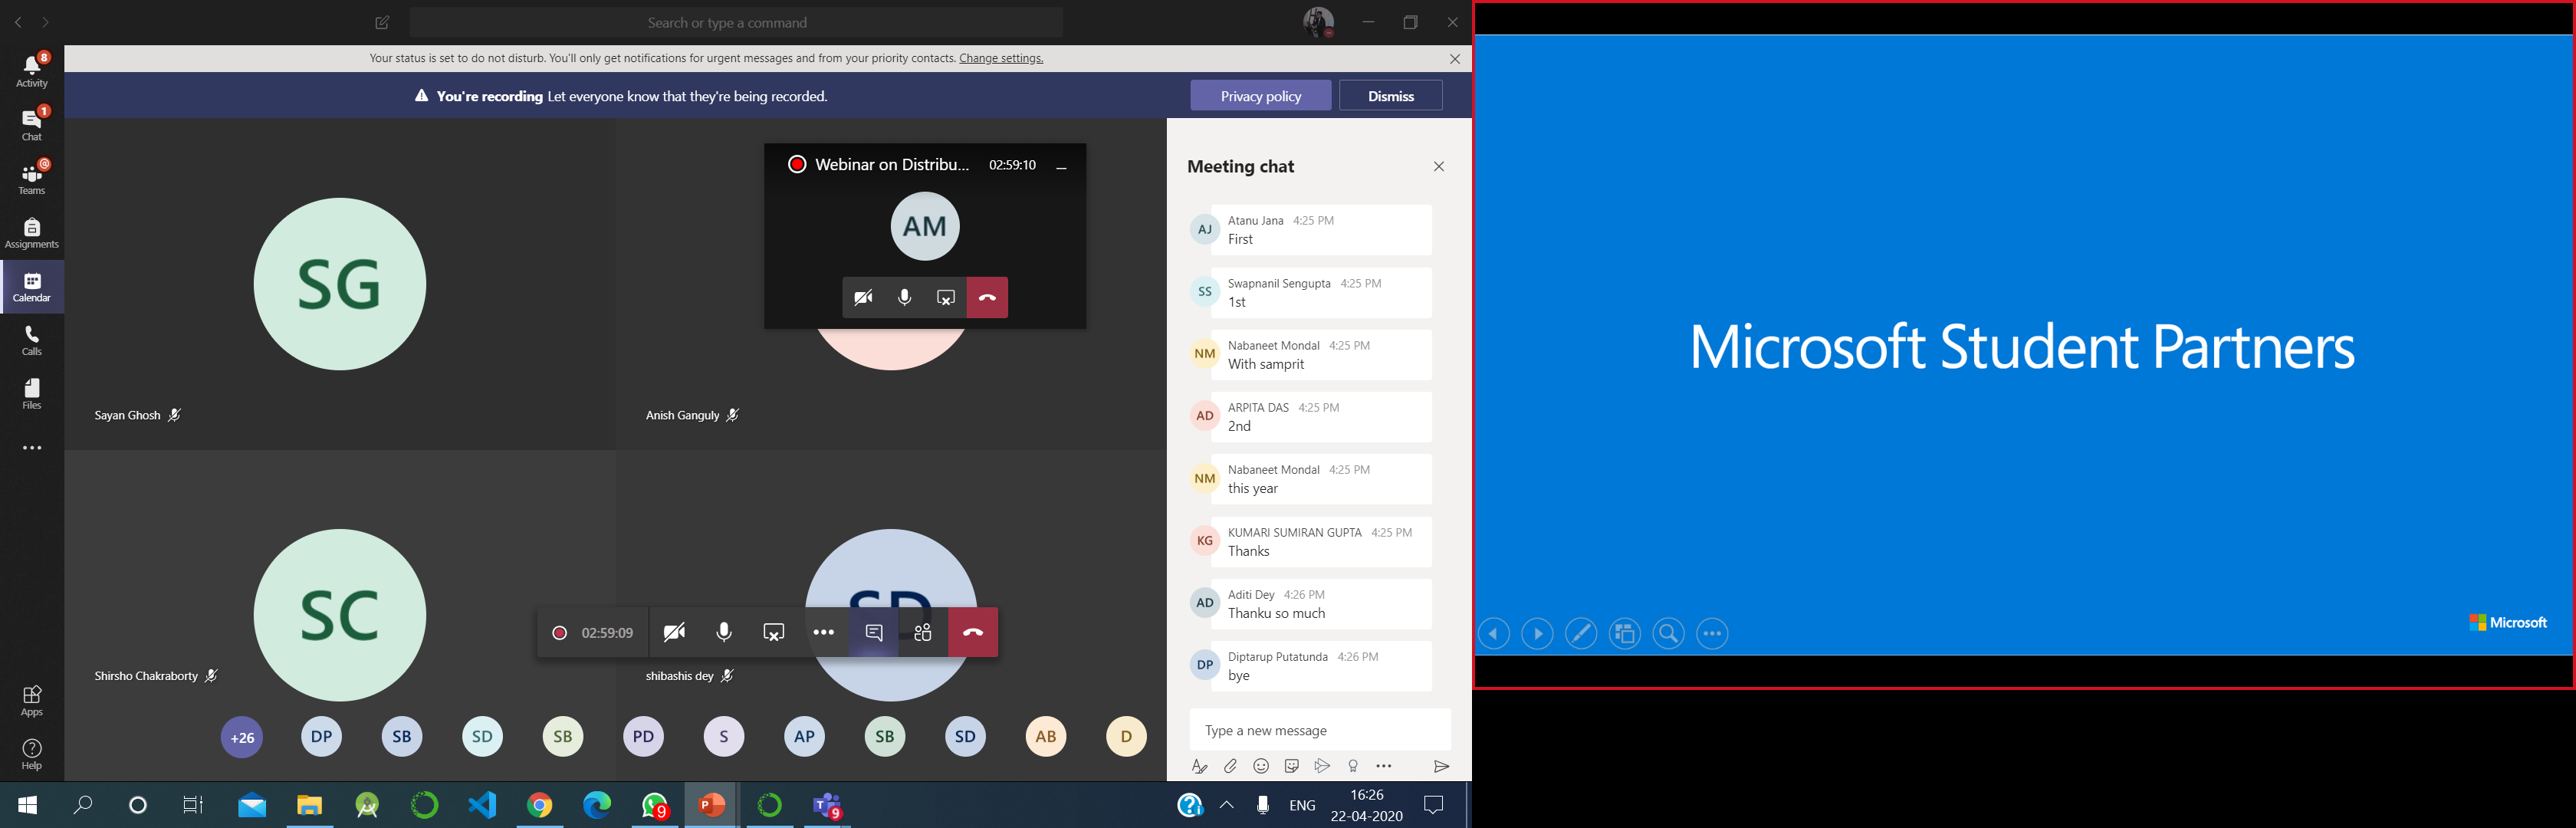 Search or type a command
Your status is set to do not disturb. You'll only get notifications for urgent messages and from your priority contacts. Change settings.
You're recording Let everyone know that they're being recorded.
Privacy policy
Dismiss
8
Activity
1
Chat
@
Teams
Assignments
Calendar
Calls
Files
Apps
Help
SG
Sayan Ghosh
Webinar on Distribu... 02:59:10
AM
Anish Ganguly
SC
Shirsho Chakraborty
SD
shibashis dey
02:59:09
+26
DP
SB
SD
SB
PD
S
AP
SB
SD
AB
D
Meeting chat
AJ
Atanu Jana 4:25 PM
First
SS
Swapnanil Sengupta 4:25 PM
1st
NM
Nabaneet Mondal 4:25 PM
With samprit
AD
ARPITA DAS 4:25 PM
2nd
NM
Nabaneet Mondal 4:25 PM
this year
KG
KUMARI SUMIRAN GUPTA 4:25 PM
Thanks
AD
Aditi Dey 4:26 PM
Thanku so much
DP
Diptarup Putatunda 4:26 PM
bye
Type a new message
9
9
ENG
16:26
22-04-2020
Microsoft Student Partners
Microsoft